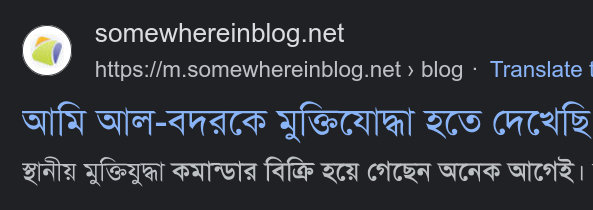 somewhereinblog.net
https://m.somewhereinblog.net › blog · Translate
আমি আল-বদরকে মুক্তিযোদ্ধা হতে দেখেছি
স্থানীয় মুক্তিযুদ্ধা কমান্ডার বিক্রি হয়ে গেছেন অনেক আগেই।